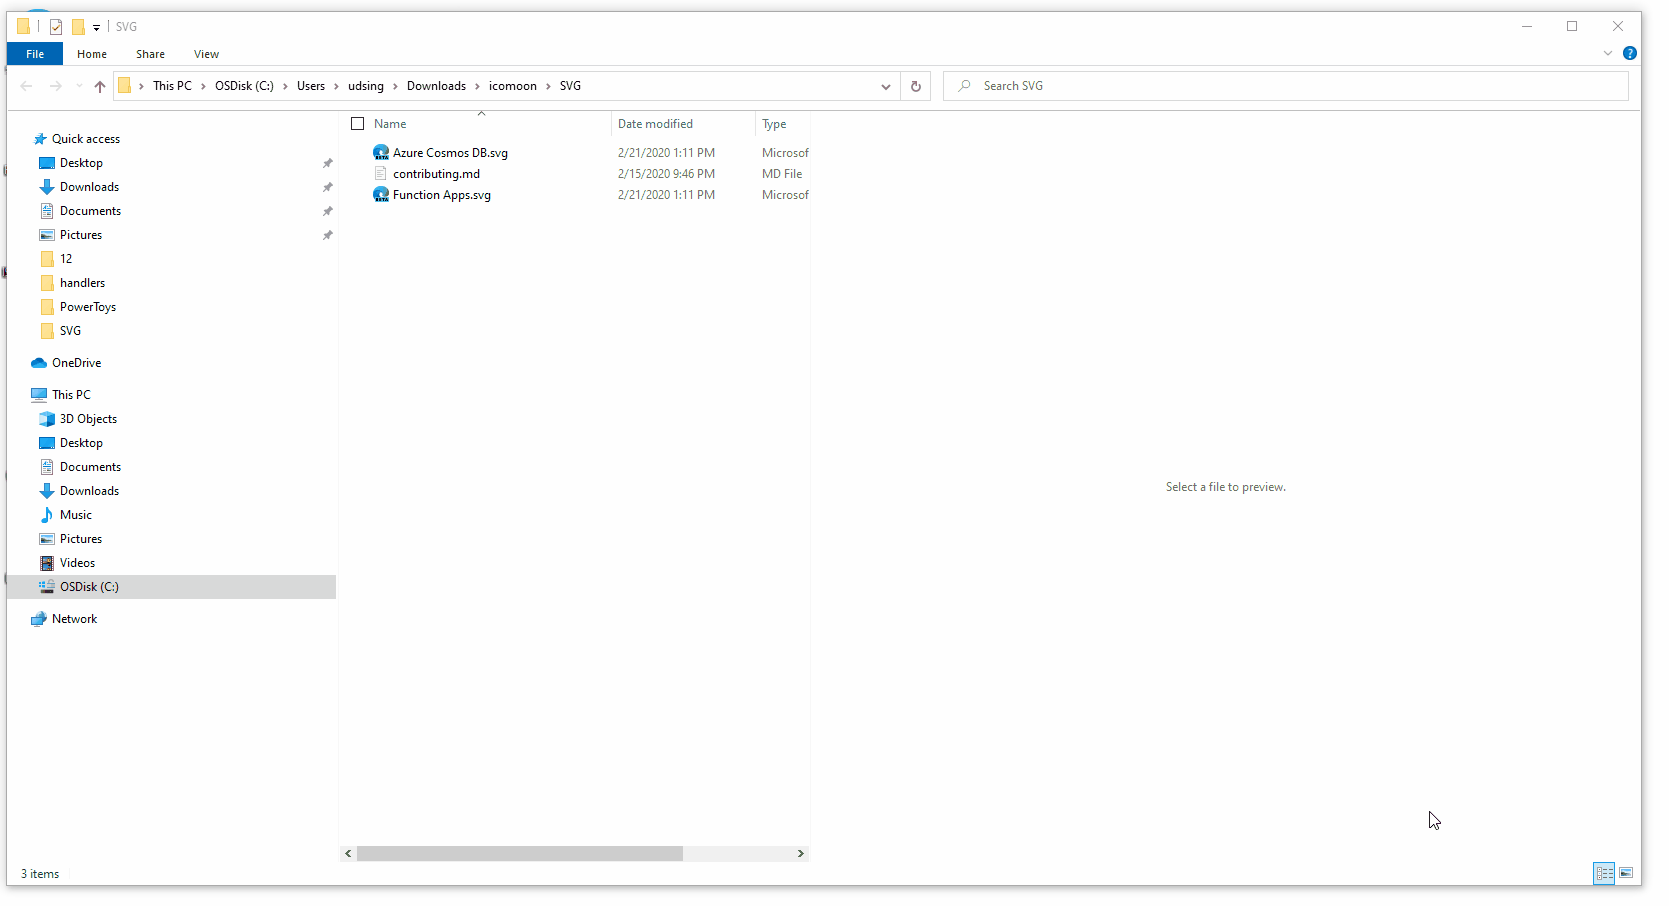 SVG
File Home Share View
This PC OSDisk (C:) Users udsing Downloads icomoon SVG
Search SVG
Name Date modified Type
Azure Cosmos DB.svg 2/21/2020 1:11 PM Microsof
contributing.md 2/15/2020 9:46 PM MD File
Function Apps.svg 2/21/2020 1:11 PM Microsof
Quick access
Desktop
Downloads
Documents
Pictures
12
handlers
PowerToys
SVG
OneDrive
This PC
3D Objects
Desktop
Documents
Downloads
Music
Pictures
Videos
OSDisk (C:)
Network
Select a file to preview.
3 items